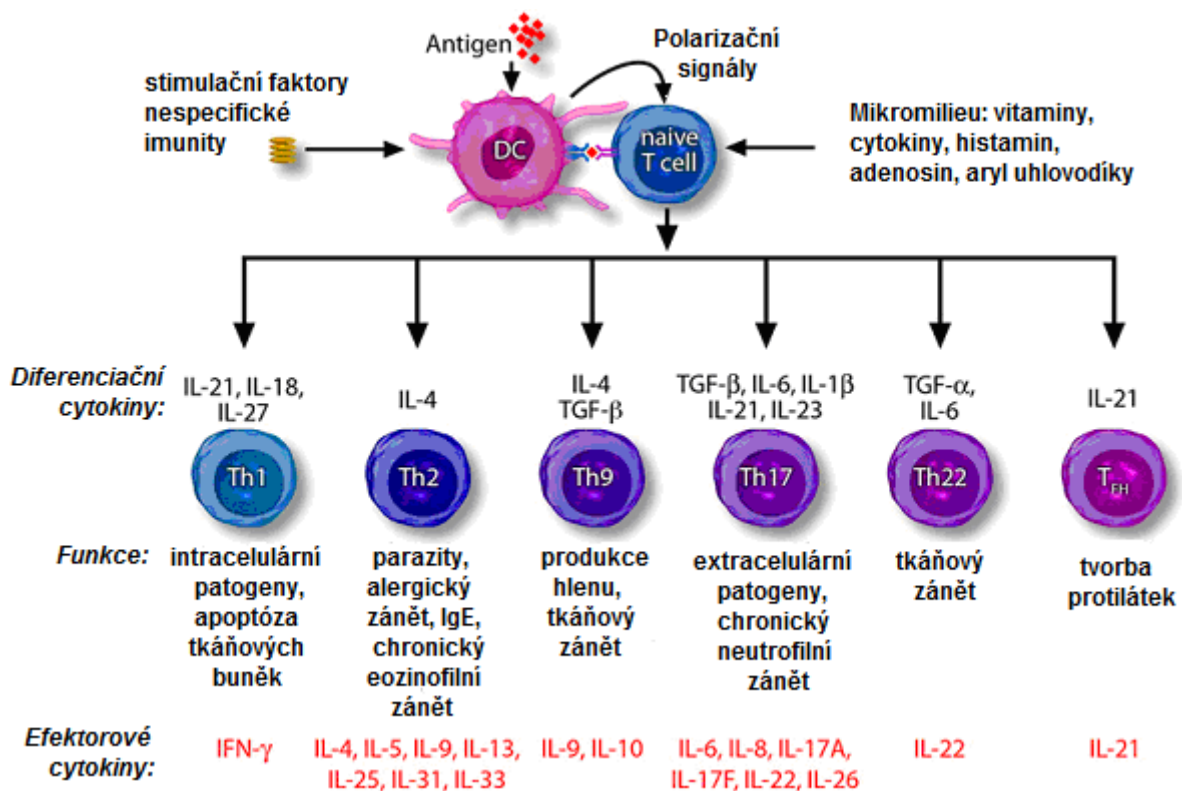 Antigen
Polarizační
signály
stimulační faktory
nespecifické
imunity
DC
naive
T cell
Mikromilieu: vitaminy,
cytokiny, histamin,
adenosin, aryl uhlovodíky
Diferenciační
cytokiny:
IL-21, IL-18,
IL-27
IL-4
IL-4
TGF-β
TGF-β, IL-6, IL-1β
IL-21, IL-23
TGF-α,
IL-6
IL-21
Th1
Th2
Th9
Th17
Th22
TFH
Funkce:
intracelulární
patogeny,
apoptóza
tkáňových
buněk
parazity,
alergický
zánět, IgE,
chronický
eozinofilní
zánět
produkce
hlenu,
tkáňový
zánět
extracelulární
patogeny,
chronický
neutrofilní
zánět
tkáňový
zánět
tvorba
protilátek
Efektorové
cytokiny:
IFN-γ
IL-4, IL-5, IL-9, IL-13,
IL-25, IL-31, IL-33
IL-9, IL-10
IL-6, IL-8, IL-17A,
IL-17F, IL-22, IL-26
IL-22
IL-21